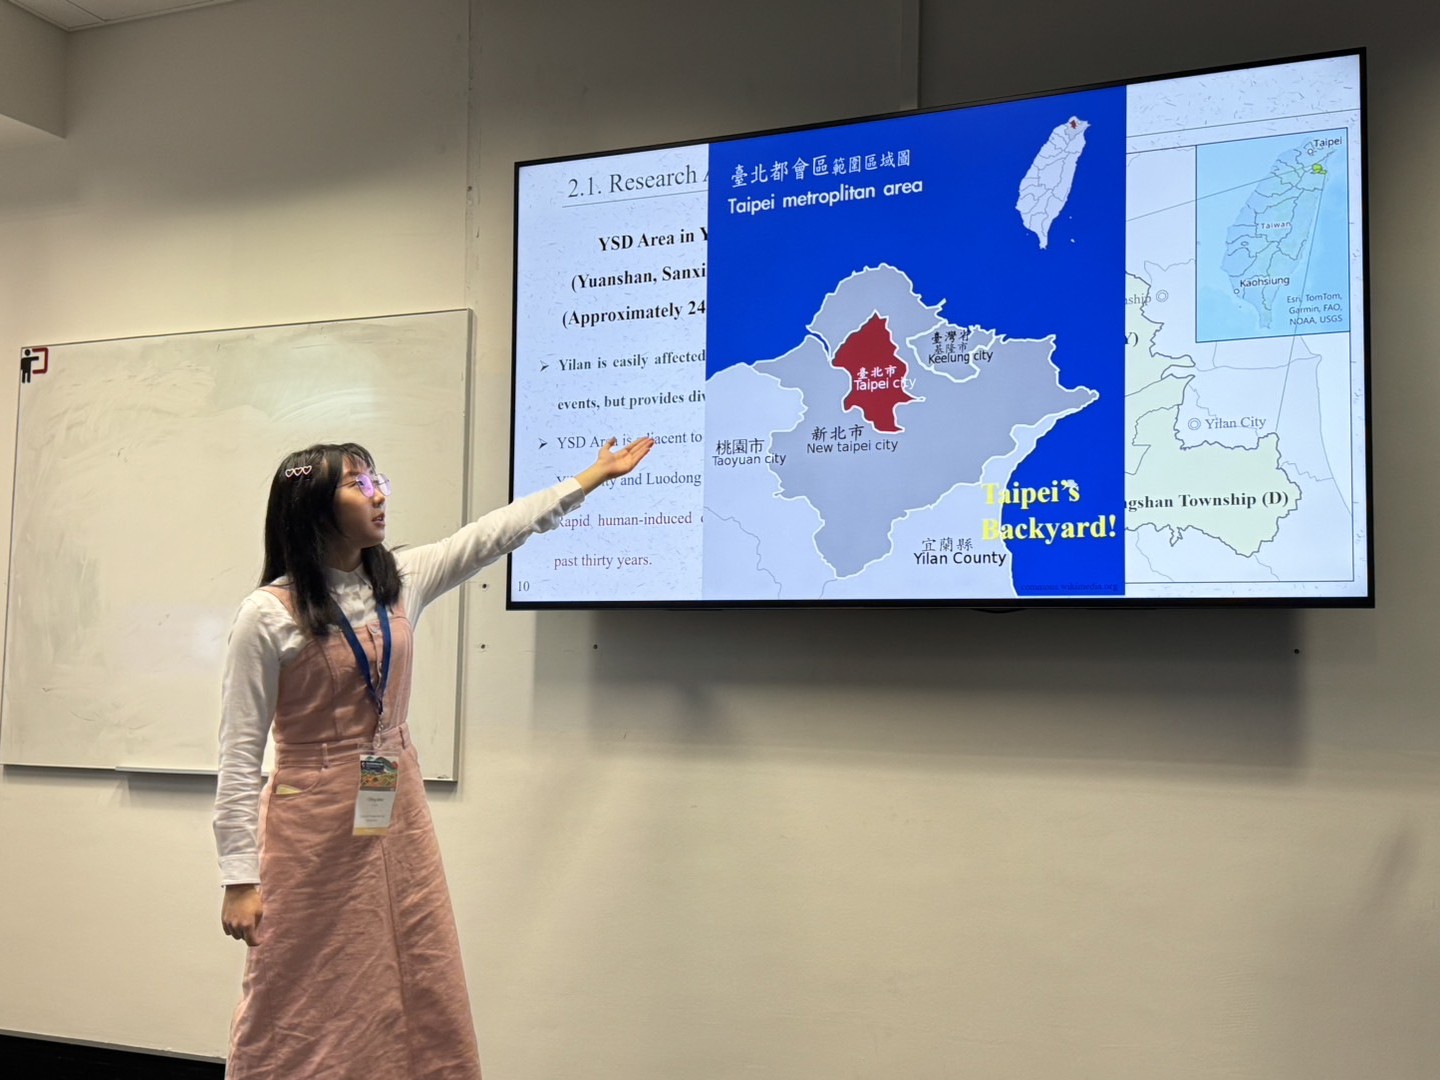 2.1. Research
YSD Area in
(Yuanshan,
(Approximately 24
Yilan is easily affected
events, but provides
YSD Area is adjacent to
and Luodong
Rapid human-induced
past thirty years.
10
臺北都會區範圍區域圖
Taipei metroplitan area
臺灣省
基隆市
Keelung city
臺北市
Taipei city
新北市
New taipei city
桃園市
Taoyuan city
Taipei's
Backyard!
宜蘭縣
Yilan County
Taipei
Taiwan
Kaohsiung
Esri, TomTom,
Garmin, FAO,
NOAA, USGS
Yilan City
Township (D)